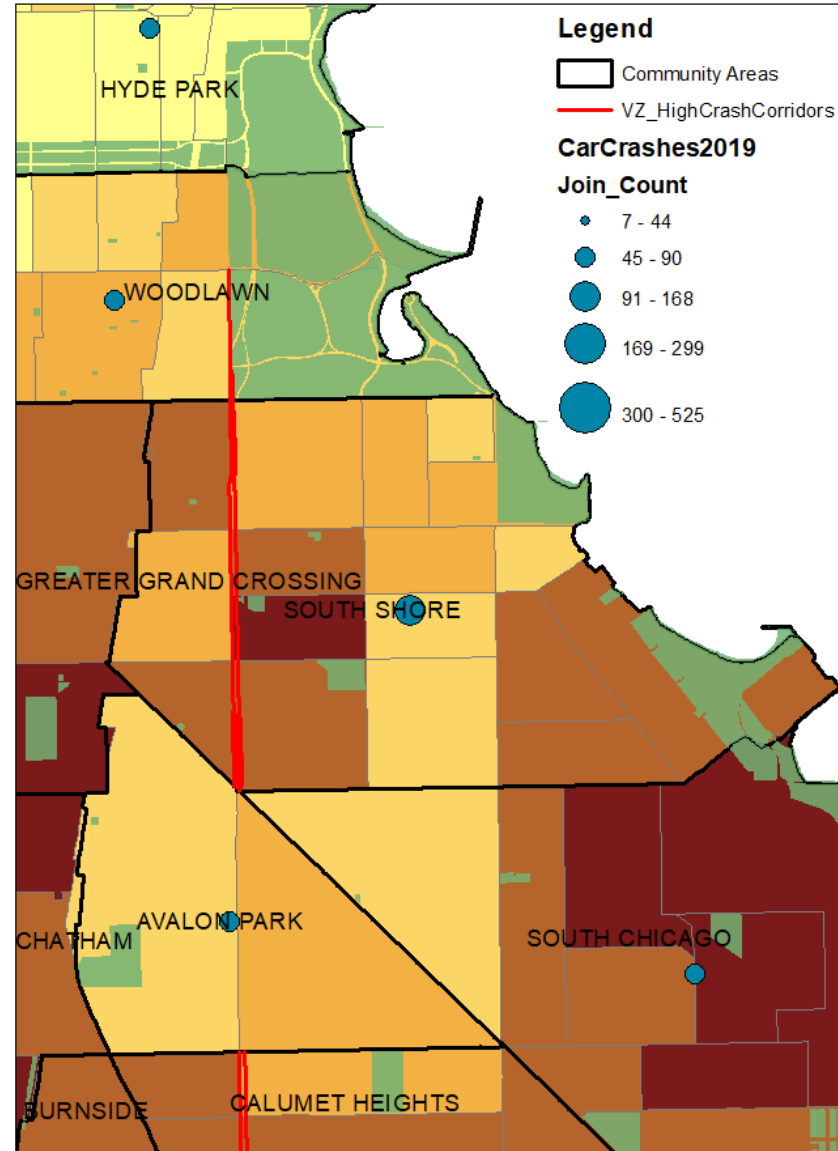 Legend
Community Areas
VZ_HighCrashCorridors
CarCrashes2019
Join_Count
7 - 44
45 - 90
91 - 168
169 - 299
300 - 525
HYDE PARK
WOODLAWN
GREATER GRAND CROSSING
SOUTH SHORE
AVALON PARK
CHATHAM
SOUTH CHICAGO
BURNSIDE
CALUMET HEIGHTS